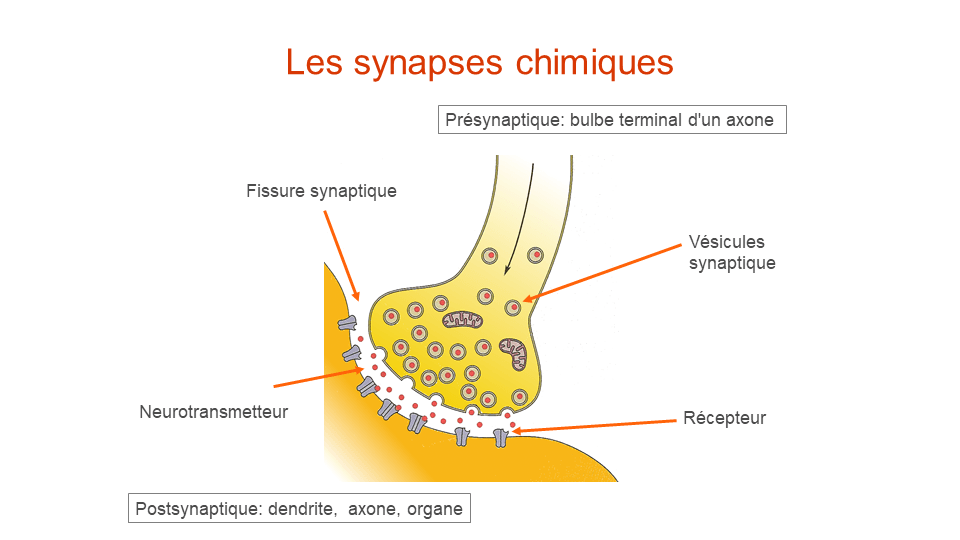 Les synapses chimiques
Présynaptique: bulbe terminal d'un axone
Fissure synaptique
Vésicules
synaptique
Neurotransmetteur
Récepteur
Postsynaptique: dendrite, axone, organe